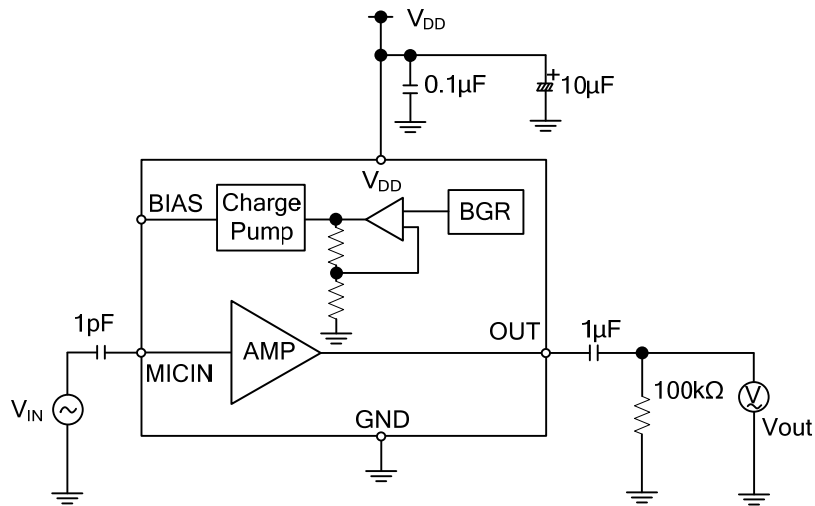 VDD
0.1µF
10µF
VDD
BIAS
Charge
Pump
BGR
1pF
OUT
1µF
AMP
MICIN
100kΩ
VIN
V
GND
Vout